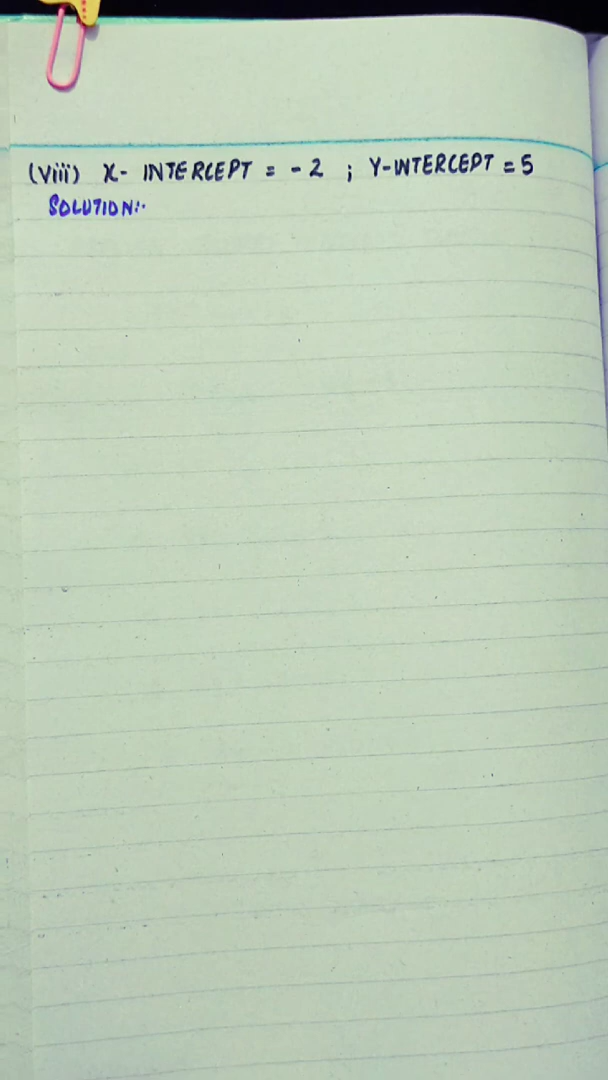 (viii) X- INTERCEPT = -2 ; Y-INTERCEPT = 5
SOLUTION:-